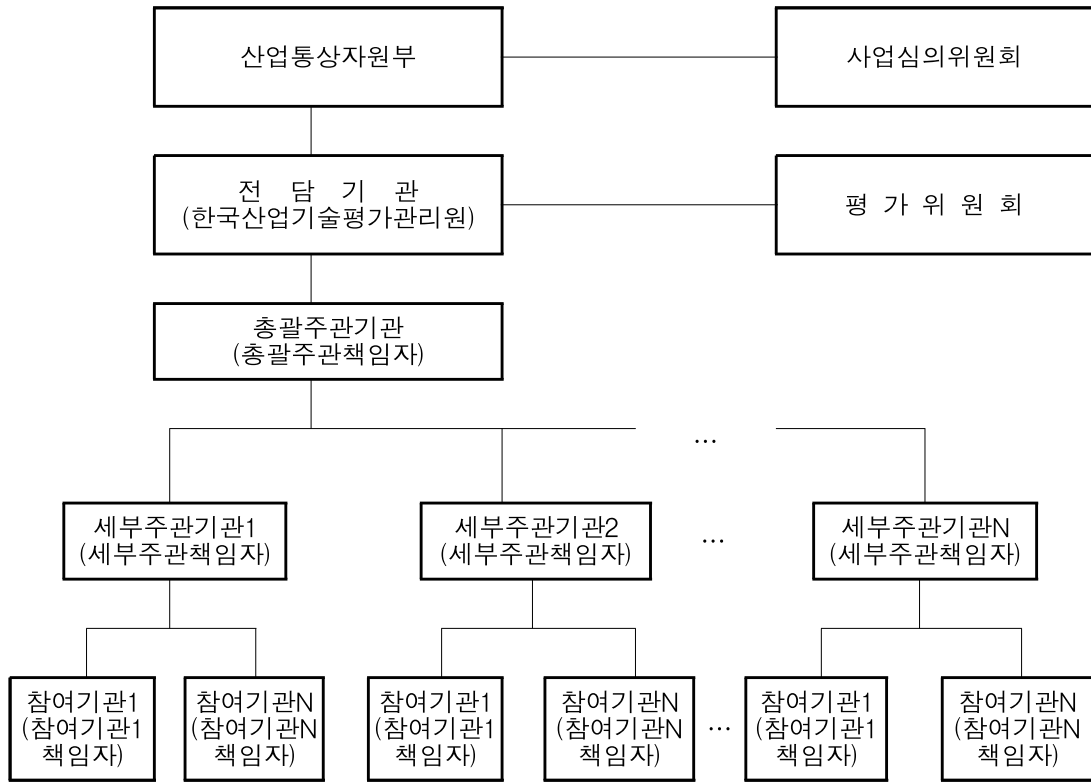 산업통상자원부
사업심의위원회
전 담 기 관
(한국산업기술평가관리원)
평 가 위 원 회
총괄주관기관
(총괄주관책임자)
...
세부주관기관1
(세부주관책임자)
세부주관기관2
(세부주관책임자)
...
세부주관기관N
(세부주관책임자)
참여기관1
(참여기관1
책임자)
참여기관N
(참여기관N
책임자)
참여기관1
(참여기관1
책임자)
참여기관N
(참여기관N
책임자)
...
참여기관1
(참여기관1
책임자)
참여기관N
(참여기관N
책임자)